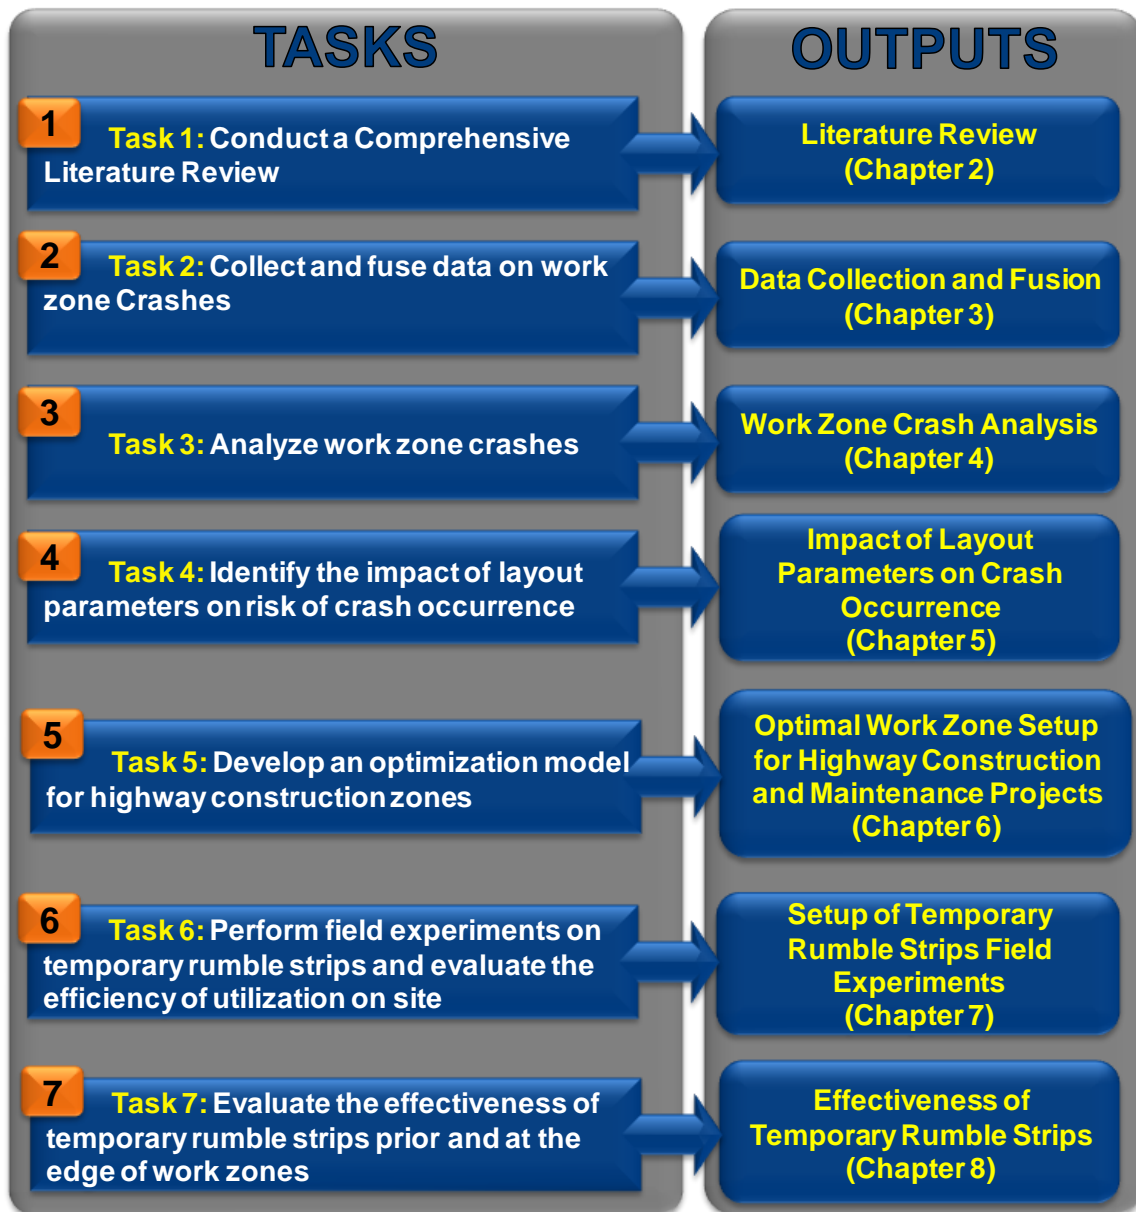 TASKS
OUTPUTS
1
Task 1: Conduct a Comprehensive
Literature Review
Literature Review
(Chapter 2)
2
Task 2: Collect and fuse data on work
zone Crashes
Data Collection and Fusion
(Chapter 3)
3
Task 3: Analyze work zone crashes
Work Zone Crash Analysis
(Chapter 4)
4
Task 4: Identify the impact of layout
parameters on risk of crash occurrence
Impact of Layout
Parameters on Crash
Occurrence
(Chapter 5)
5
Task 5: Develop an optimization model
for highway construction zones
Optimal Work Zone Setup
for Highway Construction
and Maintenance Projects
(Chapter 6)
6
Task 6: Perform field experiments on
temporary rumble strips and evaluate the
efficiency of utilization on site
Setup of Temporary
Rumble Strips Field
Experiments
(Chapter 7)
7
Task 7: Evaluate the effectiveness of
temporary rumble strips prior and at the
edge of work zones
Effectiveness of
Temporary Rumble Strips
(Chapter 8)